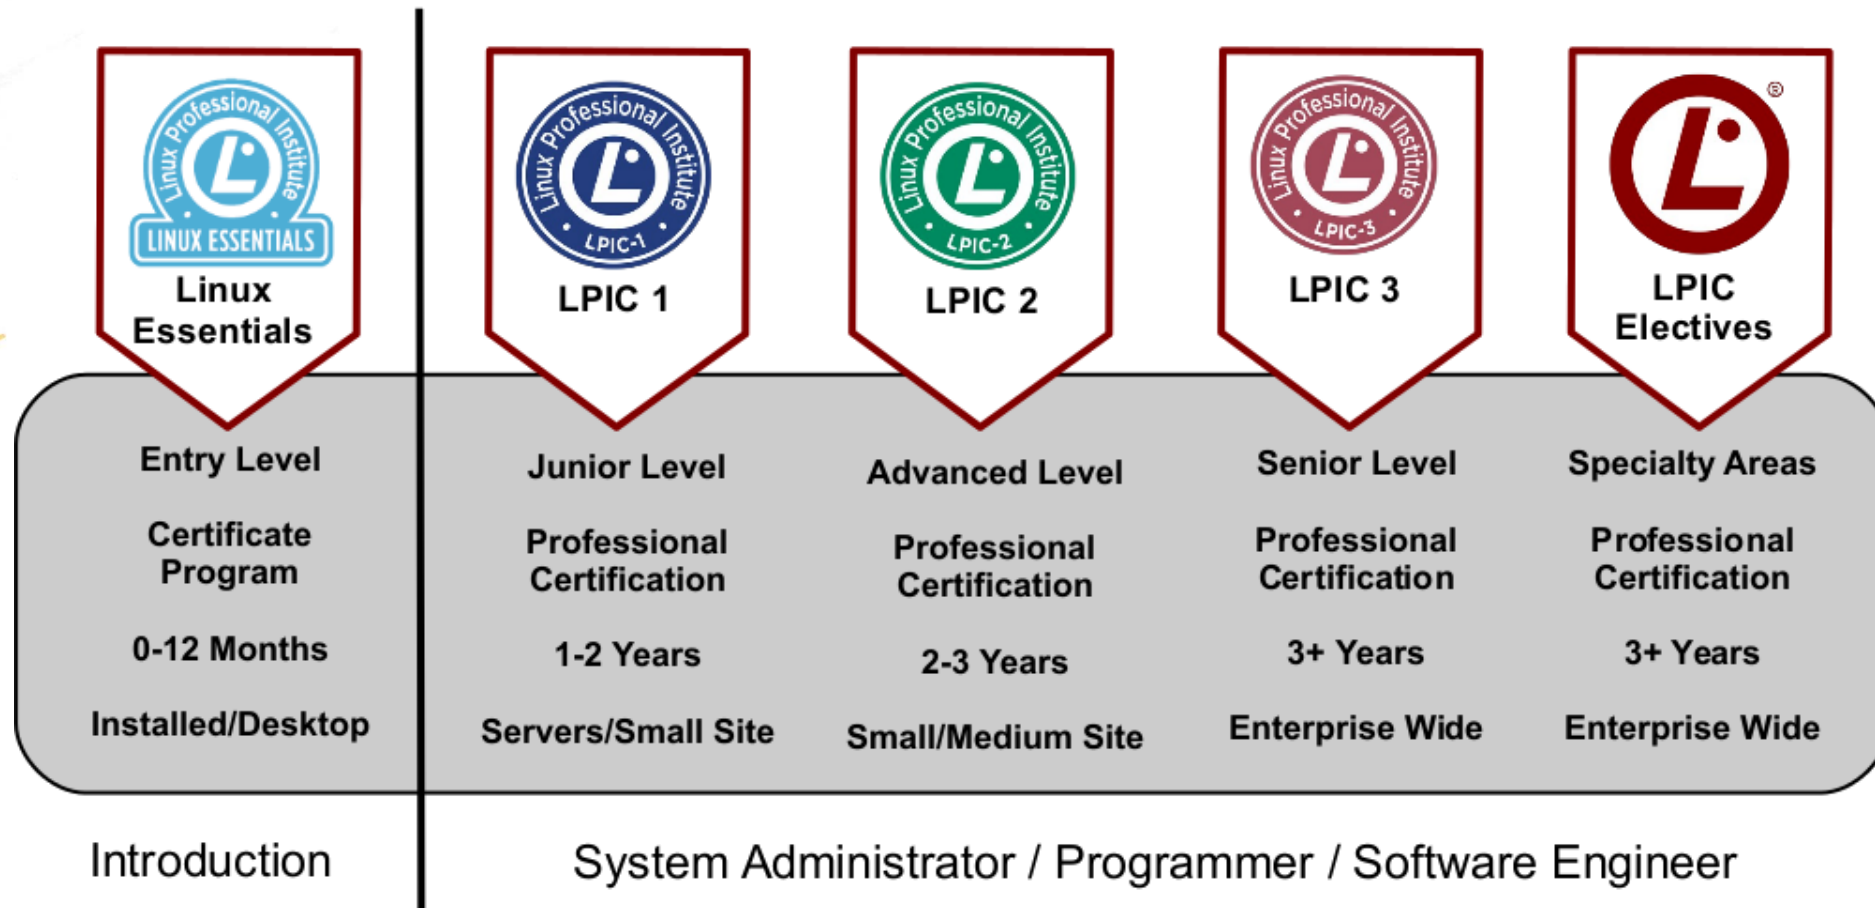 Linux Professional Institute
LINUX ESSENTIALS
Linux
Essentials
Linux Professional Institute
LPIC-1
LPIC 1
Linux Professional Institute
LPIC-2
LPIC 2
Linux Professional Institute
LPIC-3
LPIC 3
L
®
LPIC
Electives
Entry Level
Certificate
Program
0-12 Months
Installed/Desktop
Junior Level
Professional
Certification
1-2 Years
Servers/Small Site
Advanced Level
Professional
Certification
2-3 Years
Small/Medium Site
Senior Level
Professional
Certification
3+ Years
Enterprise Wide
Specialty Areas
Professional
Certification
3+ Years
Enterprise Wide
Introduction
System Administrator / Programmer / Software Engineer